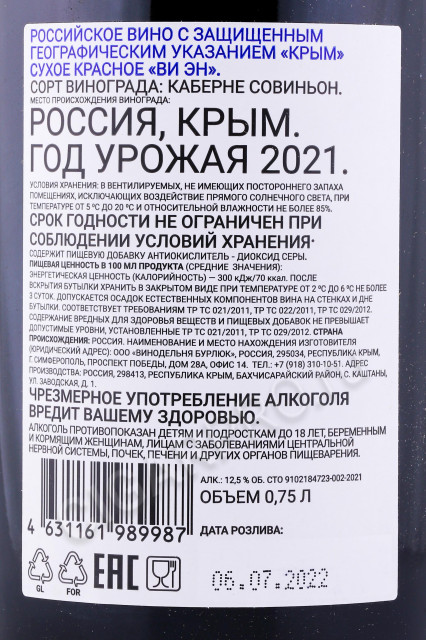 РОССИЙСКОЕ ВИНО С ЗАЩИЩЕННЫМ
ГЕОГРАФИЧЕСКИМ УКАЗАНИЕМ «КРЫМ»
СУХОЕ КРАСНОЕ «ВИ ЭН».
СОРТ ВИНОГРАДА: КАБЕРНЕ СОВИНЬОН.
МЕСТО ПРОИСХОЖДЕНИЯ ВИНОГРАДА:
РОССИЯ, КРЫМ.
ГОД УРОЖАЯ 2021.
УСЛОВИЯ ХРАНЕНИЯ: В ВЕНТИЛИРУЕМЫХ, НЕ ИМЕЮЩИХ ПОСТОРОННЕГО ЗАПАХА
ПОМЕЩЕНИЯХ, ИСКЛЮЧАЮЩИХ ВОЗДЕЙСТВИЕ ПРЯМОГО СОЛНЕЧНОГО СВЕТА, ПРИ
ТЕМПЕРАТУРЕ ОТ 5 ºС ДО 20 ºС И ОТНОСИТЕЛЬНОЙ ВЛАЖНОСТИ НЕ БОЛЕЕ 85%.
СРОК ГОДНОСТИ НЕ ОГРАНИЧЕН ПРИ
СОБЛЮДЕНИИ УСЛОВИЙ ХРАНЕНИЯ.
СОДЕРЖИТ ПИЩЕВУЮ ДОБАВКУ АНТИОКИСЛИТЕЛЬ - ДИОКСИД СЕРЫ.
ПИЩЕВАЯ ЦЕННОСТЬ В 100 МЛ ПРОДУКТА (СРЕДНИЕ ЗНАЧЕНИЯ):
ЭНЕРГЕТИЧЕСКАЯ ЦЕННОСТЬ (КАЛОРИЙНОСТЬ) — 300 кДж/70 ккал. ПОСЛЕ
ВСКРЫТИЯ БУТЫЛКИ ХРАНИТЬ В ЗАКРЫТОМ ВИДЕ ПРИ ТЕМПЕРАТУРЕ ОТ 2 ºС ДО 6 ºС НЕ БОЛЕЕ
3 СУТОК. ДОПУСКАЕТСЯ ОСАДОК ЕСТЕСТВЕННЫХ КОМПОНЕНТОВ ВИНА НА СТЕНКАХ И ДНЕ
БУТЫЛКИ. СООТВЕТСТВУЕТ ТРЕБОВАНИЯМ ТР ТС 021/2011, ТР ТС 022/2011, ТР ТС 029/2012.
СОДЕРЖАНИЕ ВРЕДНЫХ ДЛЯ ЗДОРОВЬЯ ВЕЩЕСТВ И ПИЩЕВЫХ ДОБАВОК НЕ ПРЕВЫШАЕТ
ДОПУСТИМЫЕ УРОВНИ, УСТАНОВЛЕННЫЕ ТР ТС 021/2011, ТР ТС 029/2012. СТРАНА
ПРОИСХОЖДЕНИЯ: РОССИЯ. НАИМЕНОВАНИЕ И МЕСТО НАХОЖДЕНИЯ ИЗГОТОВИТЕЛЯ
(ЮРИДИЧЕСКИЙ АДРЕС): ООО «ВИНОДЕЛЬНЯ БУРЛЮК», РОССИЯ, 295034, РЕСПУБЛИКА КРЫМ,
Г. СИМФЕРОПОЛЬ, ПРОСПЕКТ ПОБЕДЫ, ДОМ 28А, ОФИС 14. ТЕЛ.: +7 (918) 310-10-51. АДРЕС
ПРОИЗВОДСТВА: РОССИЯ, 298413, РЕСПУБЛИКА КРЫМ, БАХЧИСАРАЙСКИЙ РАЙОН, С. КАШТАНЫ,
УЛ. ЗАВОДСКАЯ, Д. 1.
ЧРЕЗМЕРНОЕ УПОТРЕБЛЕНИЕ АЛКОГОЛЯ
ВРЕДИТ ВАШЕМУ ЗДОРОВЬЮ.
АЛКОГОЛЬ ПРОТИВОПОКАЗАН ДЕТЯМ И ПОДРОСТКАМ ДО 18 ЛЕТ, БЕРЕМЕННЫМ
И КОРМЯЩИМ ЖЕНЩИНАМ, ЛИЦАМ С ЗАБОЛЕВАНИЯМИ ЦЕНТРАЛЬНОЙ
НЕРВНОЙ СИСТЕМЫ, ПОЧЕК, ПЕЧЕНИ И ДРУГИХ ОРГАНОВ ПИЩЕВАРЕНИЯ.
АЛК.: 12,5 % ОБ. СТО 9102184723-002-2021
ОБЪЕМ 0,75 Л
4 631161 989987
ДАТА РОЗЛИВА:
06.07.2022
EAC
GL
FOR